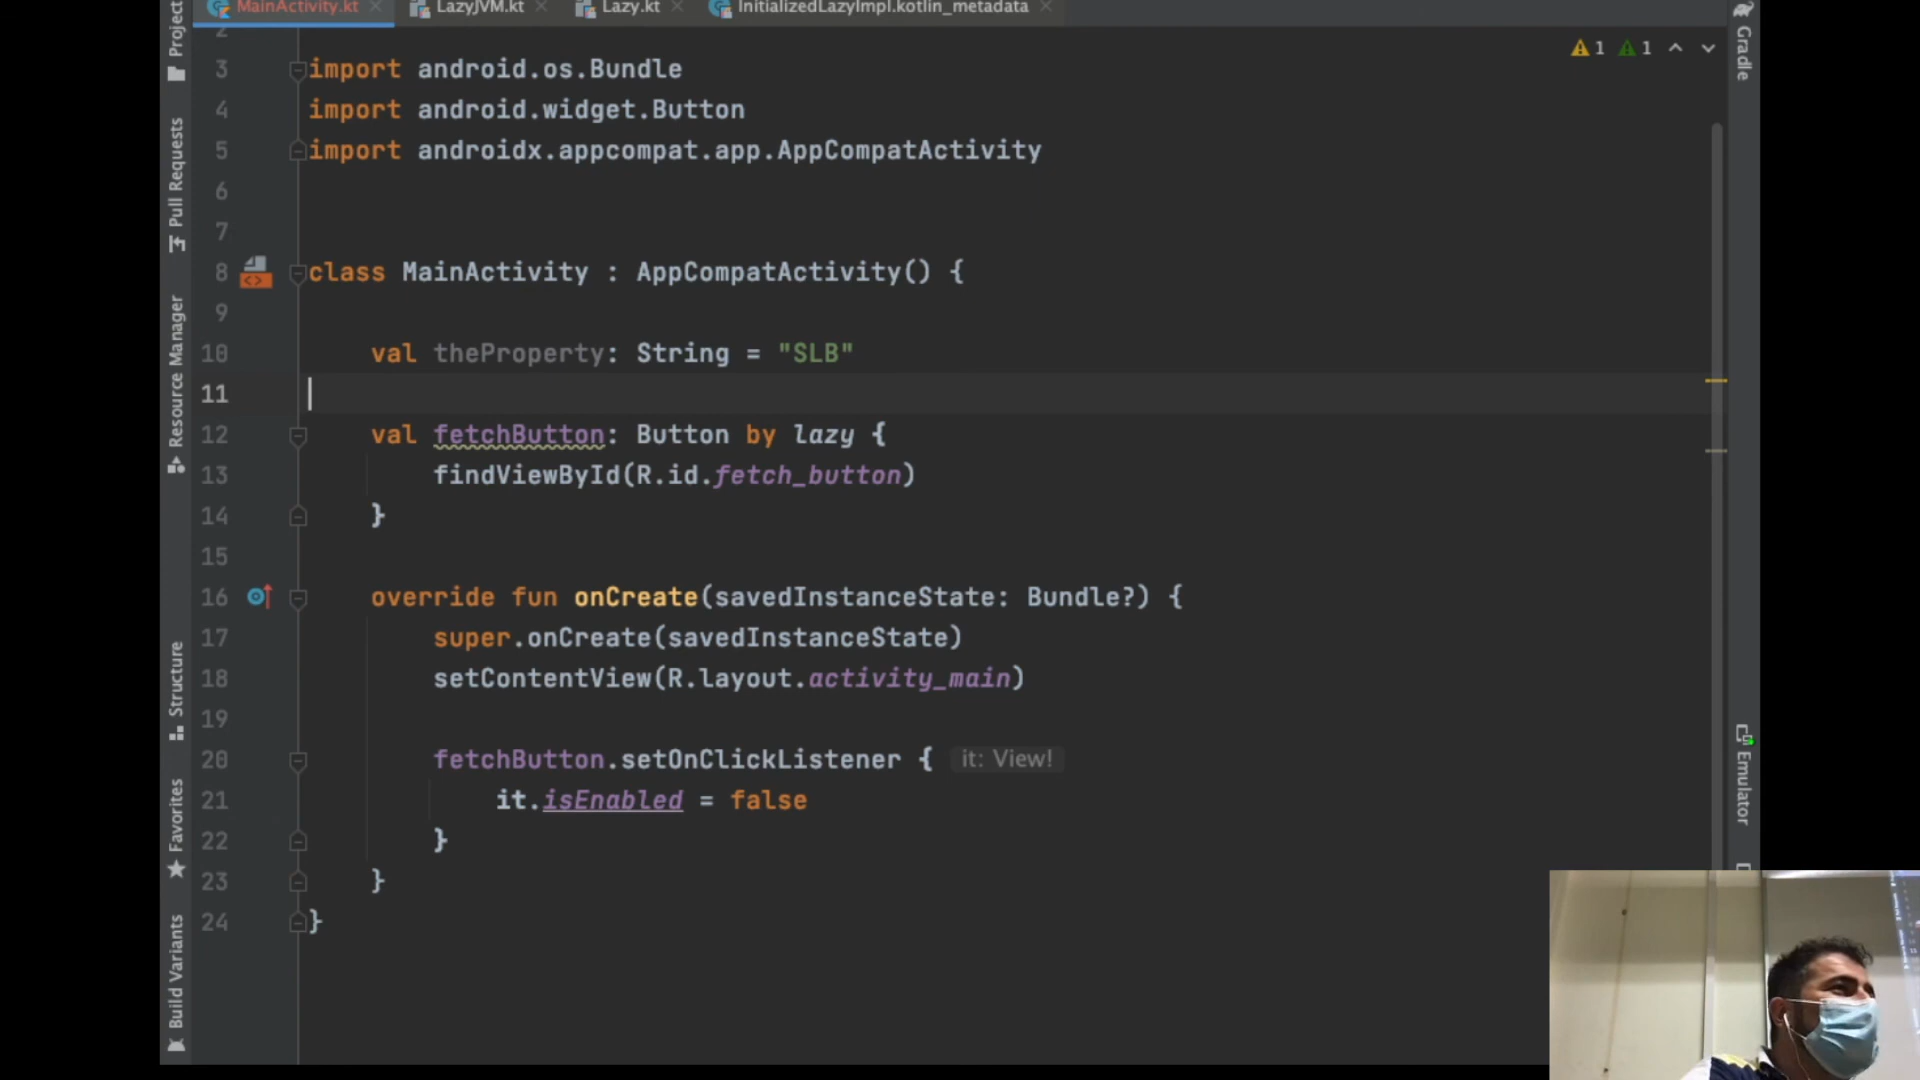 MainActivity.kt
LazyJVM.kt
Lazy.kt
InitializedLazyImpl.kotlin_metadata
Project
Pull Requests
Resource Manager
Structure
Favorites
Build Variants
Gradle
Emulator
1 1
2
3 import android.os.Bundle
4 import android.widget.Button
5 import androidx.appcompat.app.AppCompatActivity
6
7
8 class MainActivity : AppCompatActivity() {
9
10 val theProperty: String = "SLB"
11
12 val fetchButton: Button by lazy {
13 findViewById(R.id.fetch_button)
14 }
15
16 override fun onCreate(savedInstanceState: Bundle?) {
17 super.onCreate(savedInstanceState)
18 setContentView(R.layout.activity_main)
19
20 fetchButton.setOnClickListener { it: View!
21 it.isEnabled = false
22 }
23 }
24 }